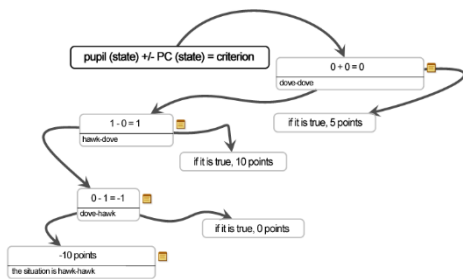 pupil (state) +/- PC (state) = criterion
0 + 0 = 0
dove-dove
if it is true, 5 points
1 - 0 = 1
hawk-dove
if it is true, 10 points
0 - 1 = -1
dove-hawk
if it is true, 0 points
-10 points
the situation is hawk-hawk